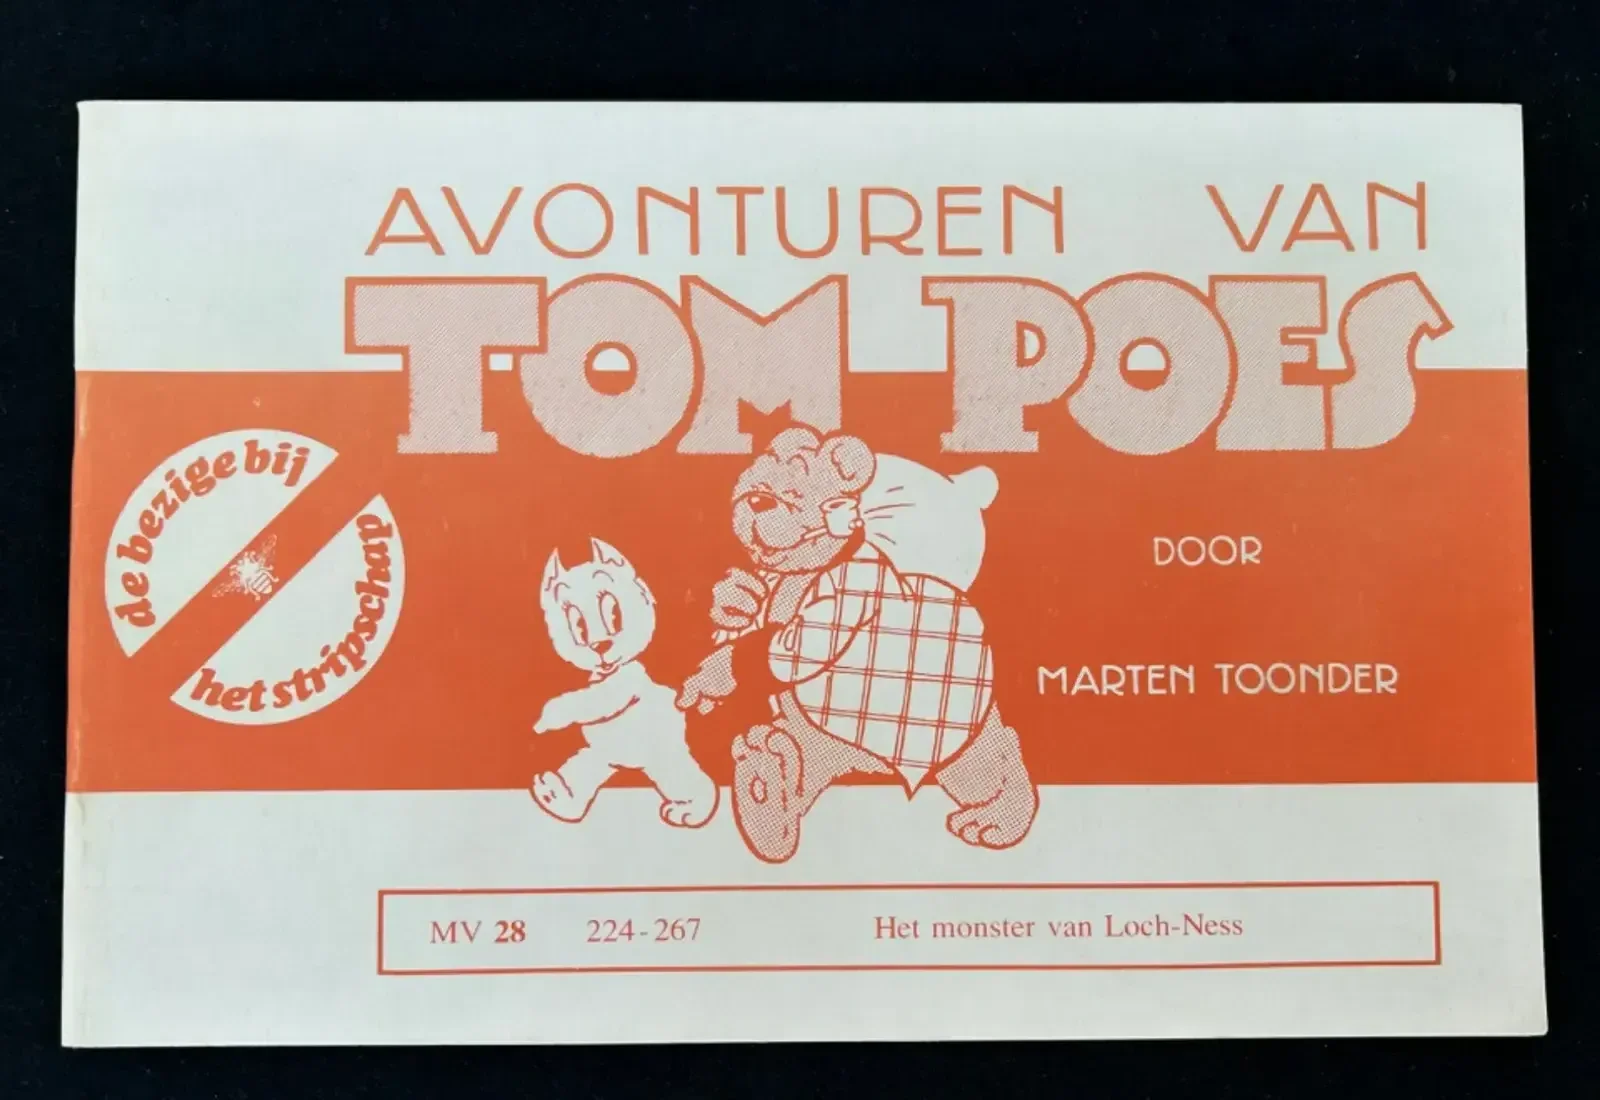 AVONTUREN VAN
TOM POES
de bezige bij
het stripschap
DOOR
MARTEN TOONDER
MV 28 224-267 Het monster van Loch-Ness